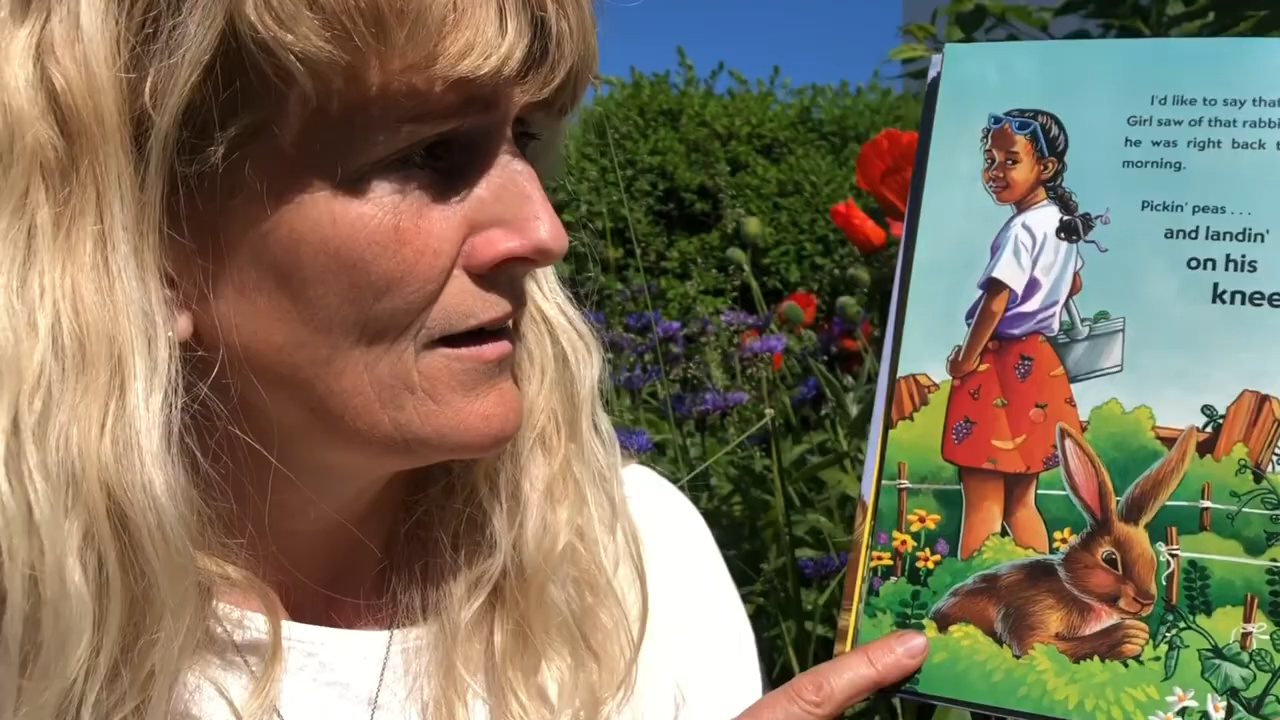 I'd like to say that
Girl saw of that rabbi
he was right back t
morning.
Pickin' peas . . .
and landin'
on his
knee